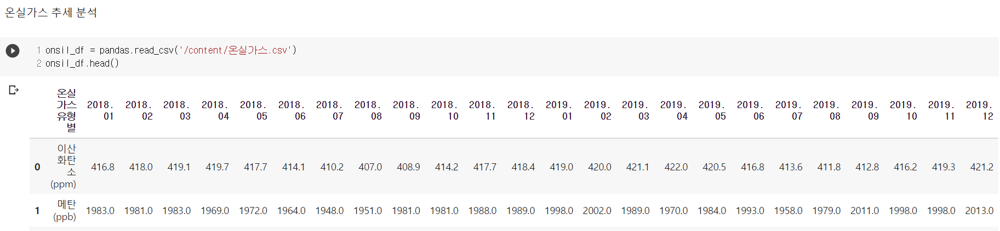 온실가스 추세 분석
1 onsil_df = pandas.read_csv('/content/온실가스.csv')
2 onsil_df.head()
온실가스유형별 2018.01 2018.02 2018.03 2018.04 2018.05 2018.06 2018.07 2018.08 2018.09 2018.10 2018.11 2018.12 2019.01 2019.02 2019.03 2019.04 2019.05 2019.06 2019.07 2019.08 2019.09 2019.10 2019.11 2019.12
0 이산화탄소(ppm) 416.8 418.0 419.1 419.7 417.7 414.1 410.2 407.0 408.9 414.2 417.7 418.4 419.0 420.0 421.1 422.0 420.5 416.8 413.6 411.8 412.8 416.2 419.3 421.2
1 메탄(ppb) 1983.0 1981.0 1983.0 1969.0 1972.0 1964.0 1948.0 1951.0 1981.0 1981.0 1988.0 1989.0 1998.0 2002.0 1989.0 1970.0 1984.0 1993.0 1958.0 1979.0 2011.0 1998.0 1998.0 2013.0